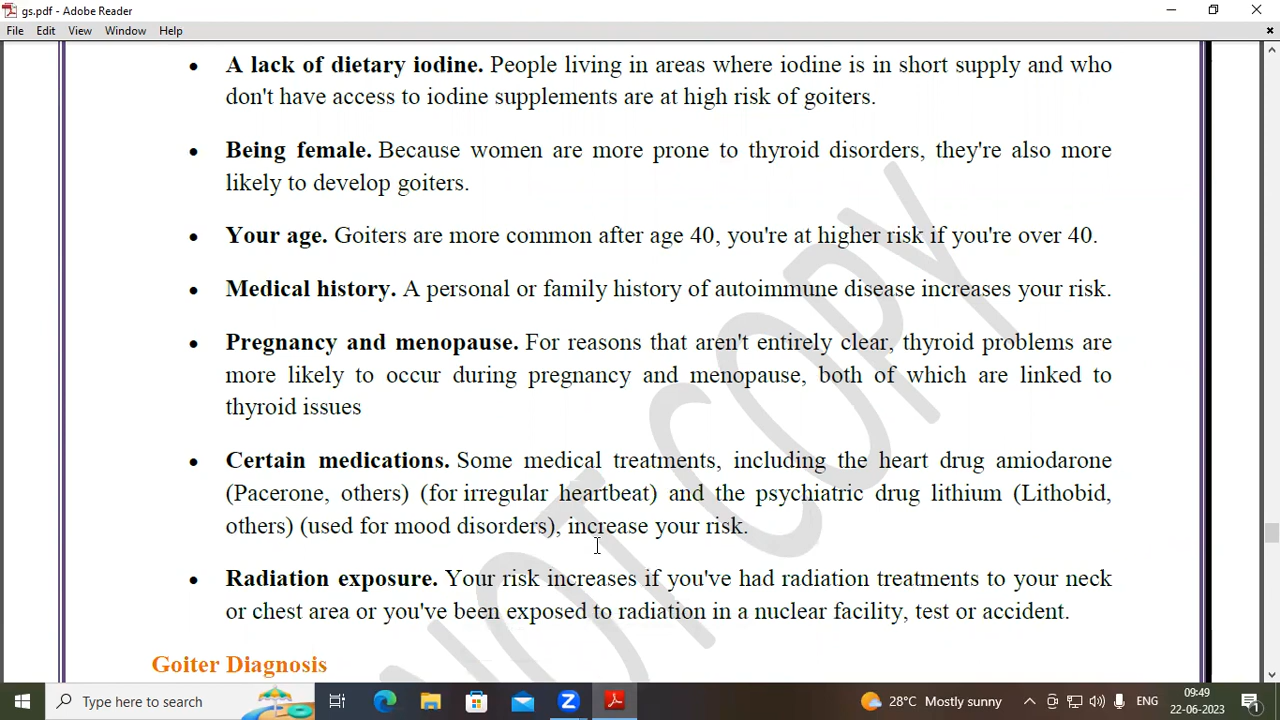 gs.pdf - Adobe Reader
File Edit View Window Help
• A lack of dietary iodine. People living in areas where iodine is in short supply and who
don't have access to iodine supplements are at high risk of goiters.
• Being female. Because women are more prone to thyroid disorders, they're also more
likely to develop goiters.
• Your age. Goiters are more common after age 40, you're at higher risk if you're over 40.
• Medical history. A personal or family history of autoimmune disease increases your risk.
• Pregnancy and menopause. For reasons that aren't entirely clear, thyroid problems are
more likely to occur during pregnancy and menopause, both of which are linked to
thyroid issues
• Certain medications. Some medical treatments, including the heart drug amiodarone
(Pacerone, others) (for irregular heartbeat) and the psychiatric drug lithium (Lithobid,
others) (used for mood disorders), increase your risk.
• Radiation exposure. Your risk increases if you've had radiation treatments to your neck
or chest area or you've been exposed to radiation in a nuclear facility, test or accident.
Goiter Diagnosis
NOT COPY
Type here to search
28°C Mostly sunny
ENG
09:49
22-06-2023
1